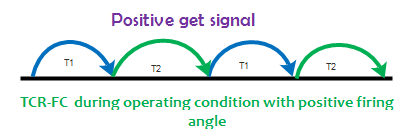 Positive get signal
T1 T2 T1 T2
TCR-FC during operating condition with positive firing
angle